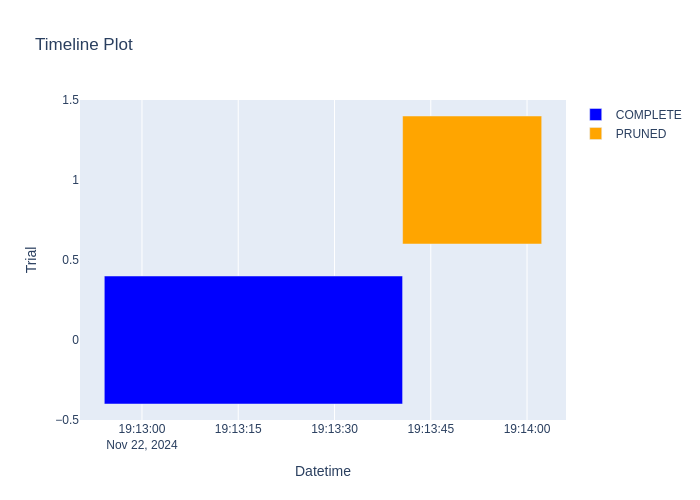 Timeline Plot
1.5
1
0.5
0
−0.5
Trial
19:13:00
19:13:15
19:13:30
19:13:45
19:14:00
Nov 22, 2024
Datetime
COMPLETE
PRUNED